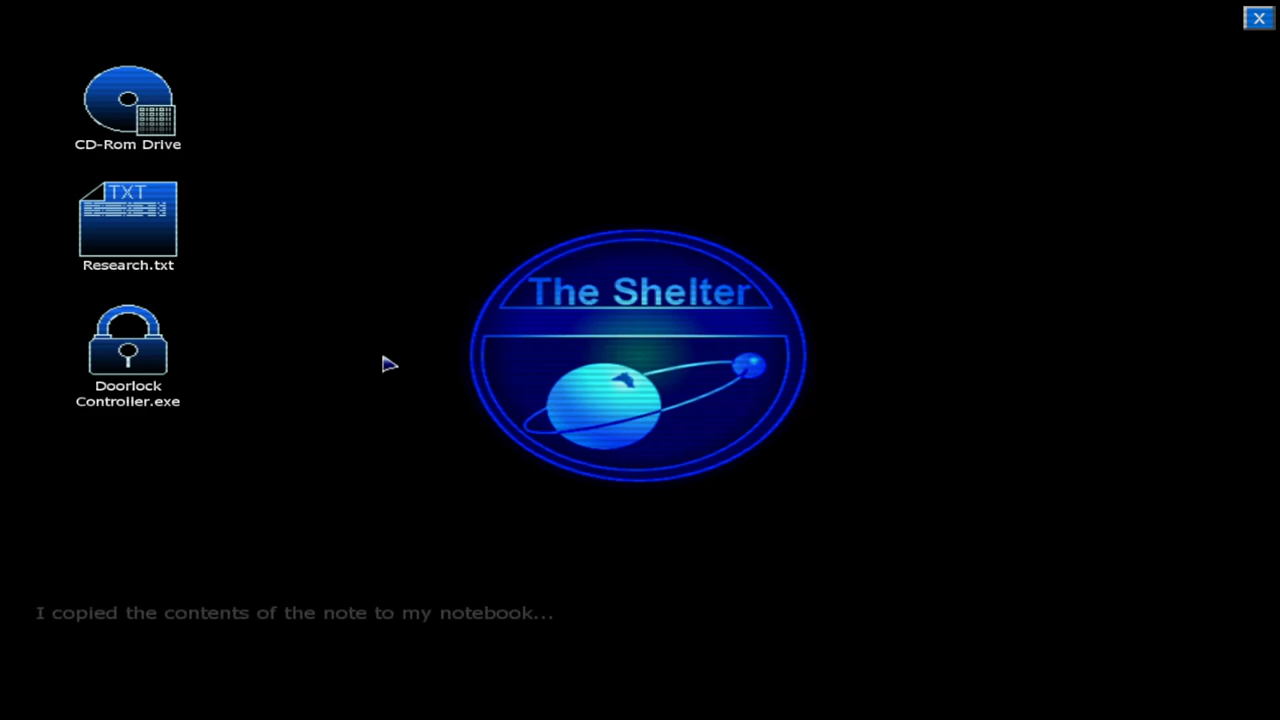 X
CD-Rom Drive
TXT
Research.txt
Doorlock
Controller.exe
The Shelter
I copied the contents of the note to my notebook...